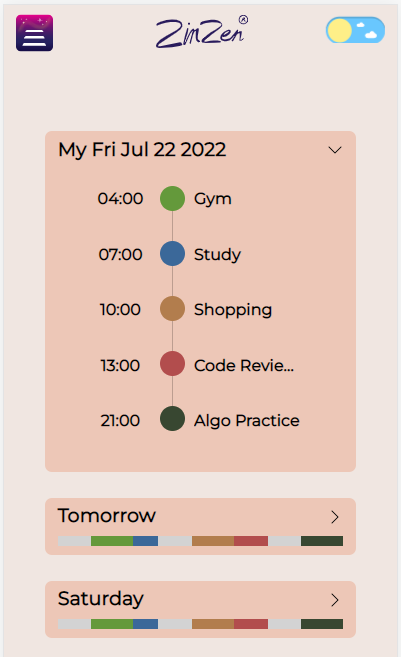 ZinZen
My Fri Jul 22 2022
04:00 Gym
07:00 Study
10:00 Shopping
13:00 Code Revie...
21:00 Algo Practice
Tomorrow
Saturday